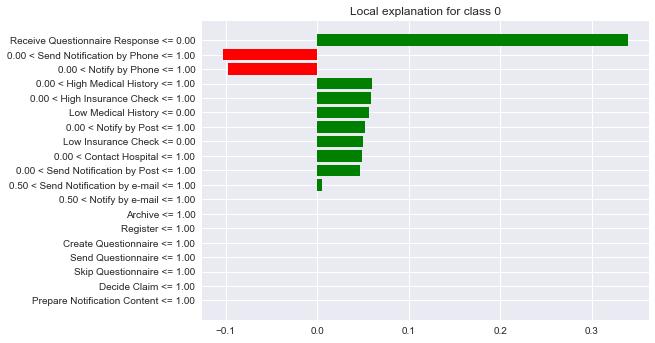 Local explanation for class 0
Receive Questionnaire Response <= 0.00
0.00 < Send Notification by Phone <= 1.00
0.00 < Notify by Phone <= 1.00
0.00 < High Medical History <= 1.00
0.00 < High Insurance Check <= 1.00
Low Medical History <= 0.00
0.00 < Notify by Post <= 1.00
Low Insurance Check <= 0.00
0.00 < Contact Hospital <= 1.00
0.00 < Send Notification by Post <= 1.00
0.50 < Send Notification by e-mail <= 1.00
0.50 < Notify by e-mail <= 1.00
Archive <= 1.00
Register <= 1.00
Create Questionnaire <= 1.00
Send Questionnaire <= 1.00
Skip Questionnaire <= 1.00
Decide Claim <= 1.00
Prepare Notification Content <= 1.00
−0.1 0.0 0.1 0.2 0.3